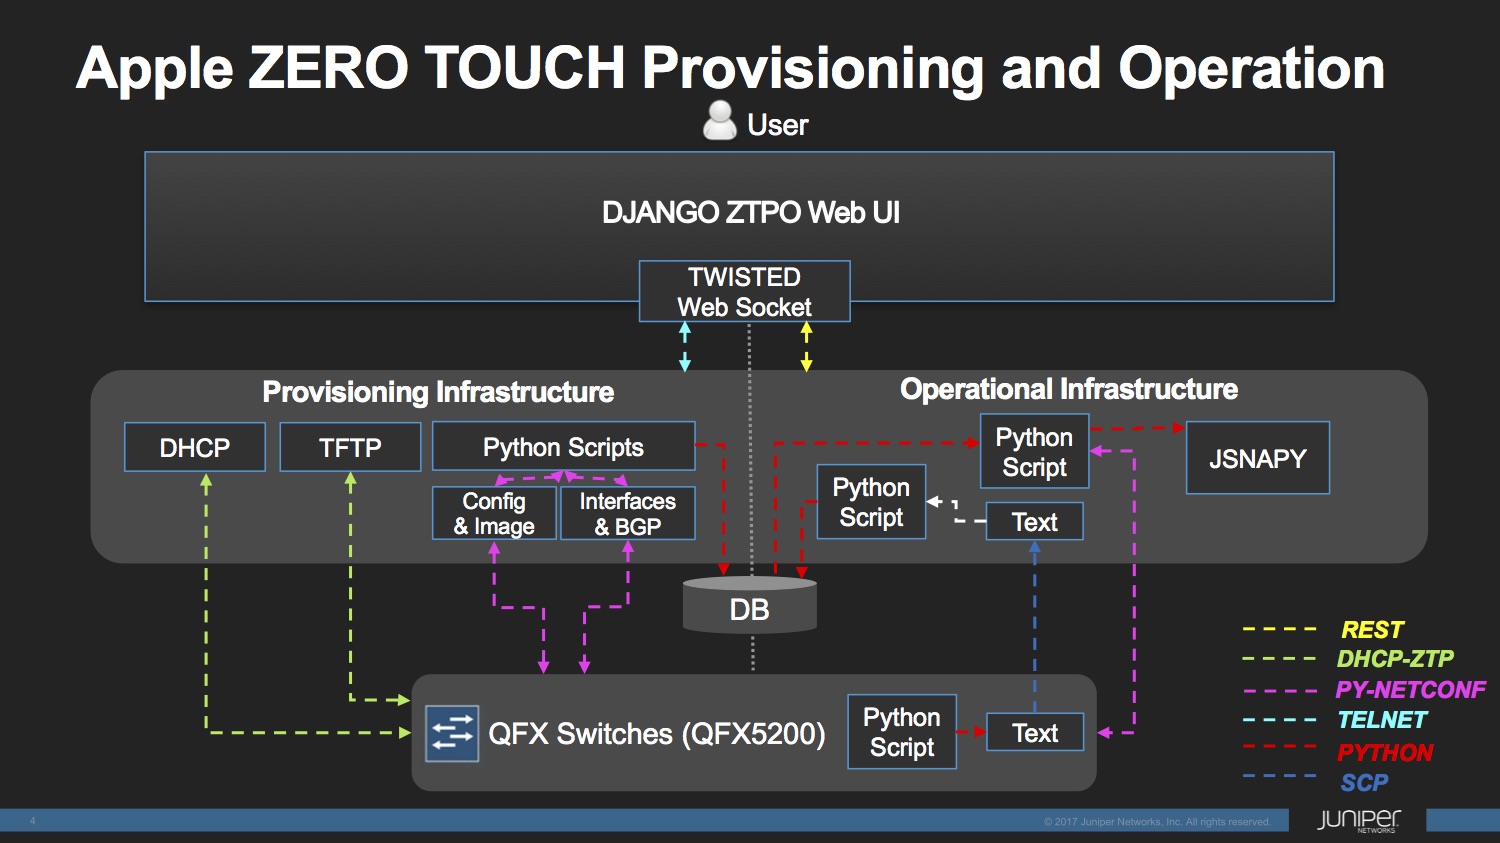 Apple ZERO TOUCH Provisioning and Operation
User
DJANGO ZTPO Web UI
TWISTED
Web Socket
Provisioning Infrastructure
DHCP
TFTP
Python Scripts
Config
& Image
Interfaces
& BGP
Operational Infrastructure
Python
Script
Python
Script
JSNAPY
Text
DB
QFX Switches (QFX5200)
Python
Script
Text
REST
DHCP-ZTP
PY-NETCONF
TELNET
PYTHON
SCP
4
© 2017 Juniper Networks, Inc. All rights reserved.
JUNIPER
NETWORKS